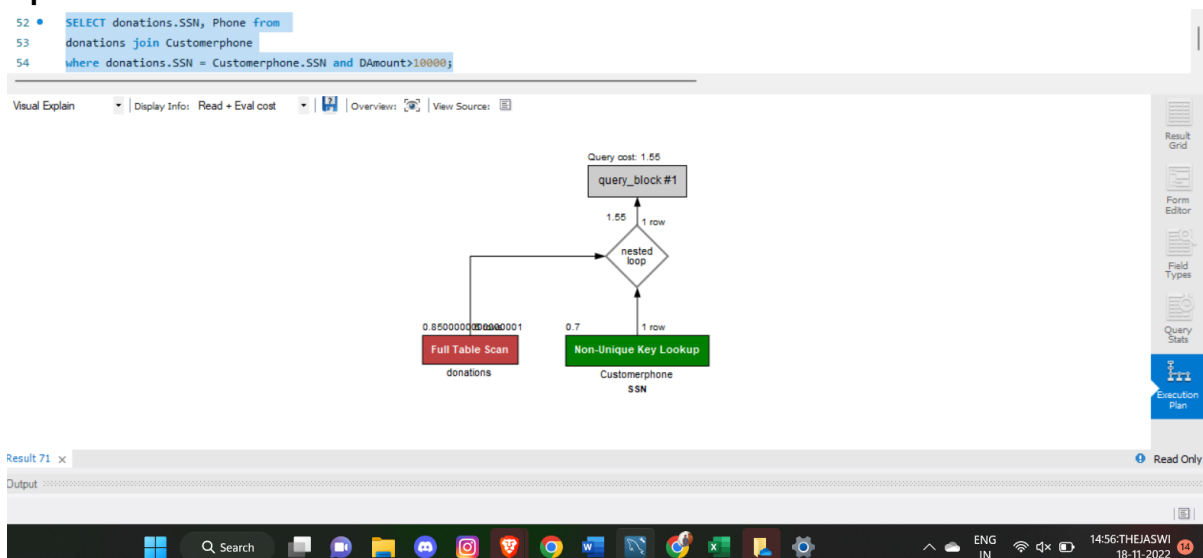 52 SELECT donations.SSN, Phone from
53 donations join Customerphone
54 where donations.SSN = Customerphone.SSN and DAmount>10000;
Visual Explain Display Info: Read + Eval cost Overview: View Source:
Result
Grid
Form
Editor
Field
Types
Query
Stats
Execution
Plan
Query cost: 1.55
query_block #1
1.55 1 row
nested
loop
0.8500000000000001 0.7 1 row
Full Table Scan Non-Unique Key Lookup
donations Customerphone
SSN
Result 71 Read Only
Output
Search ENG
IN
14:56:THEJASWI
18-11-2022
14